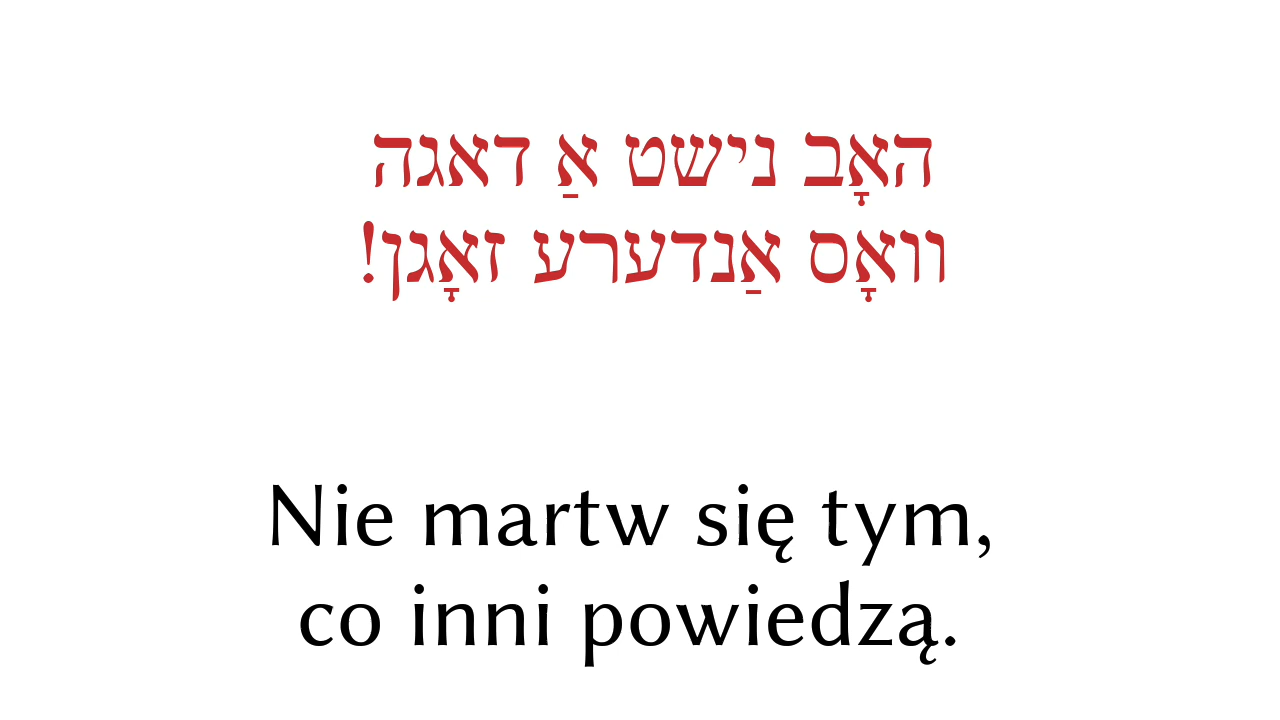 האָב נישט אַ דאגה
וואָס אַנדערע זאָגן!
Nie martw się tym,
co inni powiedzą.